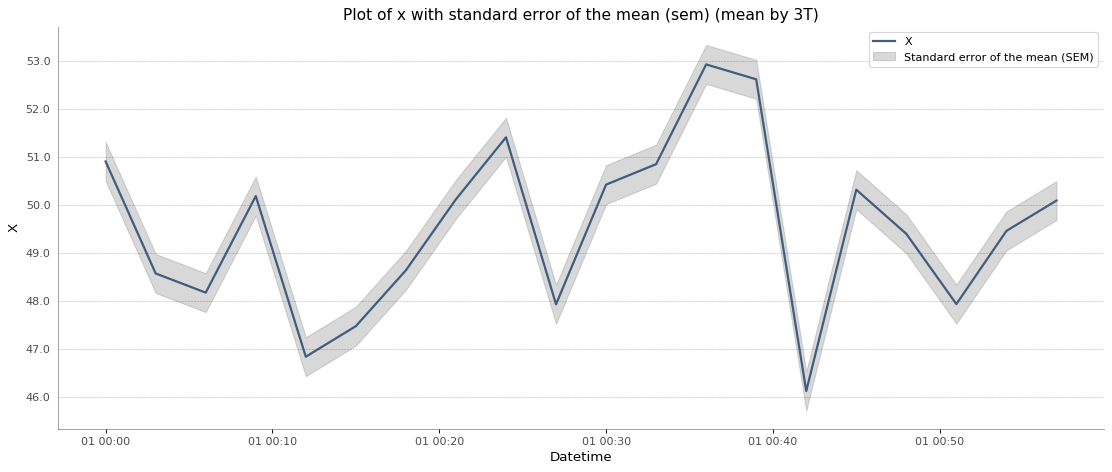 Plot of x with standard error of the mean (sem) (mean by 3T)
X
Standard error of the mean (SEM)
53.0
52.0
51.0
50.0
49.0
48.0
47.0
46.0
X
01 00:00
01 00:10
01 00:20
01 00:30
01 00:40
01 00:50
Datetime